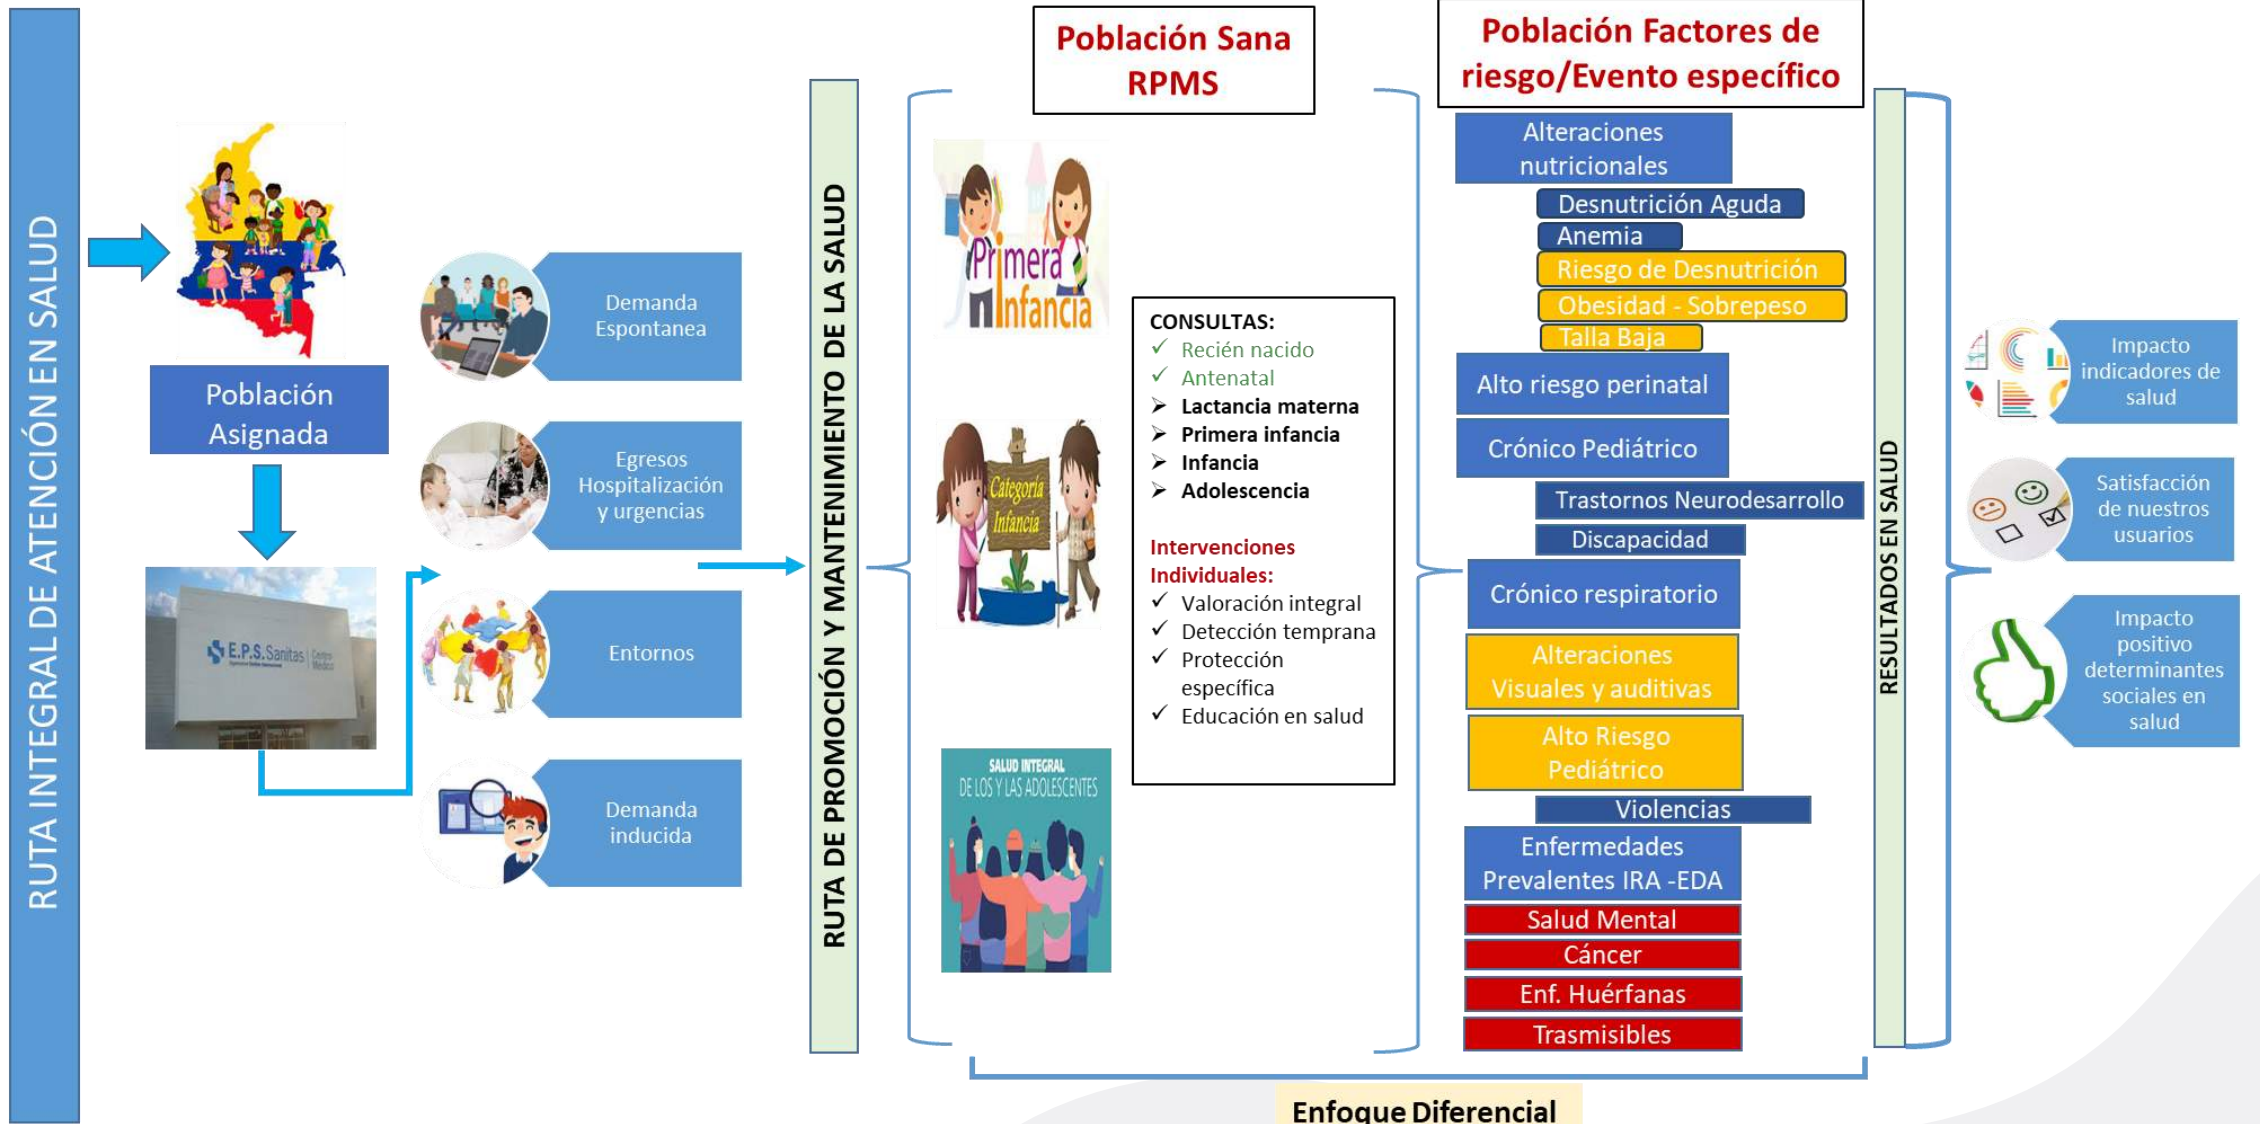 RUTA INTEGRAL DE ATENCIÓN EN SALUD
Población
Asignada
E.P.S. Sanitas
Centro
Médico
Demanda
Espontanea
Egresos
Hospitalización
y urgencias
Entornos
Demanda
inducida
RUTA DE PROMOCIÓN Y MANTENIMIENTO DE LA SALUD
Población Sana
RPMS
Primera
Infancia
Categoría
Infancia
SALUD INTEGRAL
DE LOS Y LAS ADOLESCENTES
CONSULTAS:
✓ Recién nacido
✓ Antenatal
➢ Lactancia materna
➢ Primera infancia
➢ Infancia
➢ Adolescencia
Intervenciones
Individuales:
✓ Valoración integral
✓ Detección temprana
✓ Protección
específica
✓ Educación en salud
Población Factores de
riesgo/Evento específico
Alteraciones
nutricionales
Desnutrición Aguda
Anemia
Riesgo de Desnutrición
Obesidad - Sobrepeso
Talla Baja
Alto riesgo perinatal
Crónico Pediátrico
Trastornos Neurodesarrollo
Discapacidad
Crónico respiratorio
Alteraciones
Visuales y auditivas
Alto Riesgo
Pediátrico
Violencias
Enfermedades
Prevalentes IRA -EDA
Salud Mental
Cáncer
Enf. Huérfanas
Trasmisibles
Enfoque Diferencial
RESULTADOS EN SALUD
Impacto
indicadores de
salud
Satisfacción
de nuestros
usuarios
Impacto
positivo
determinantes
sociales en
salud